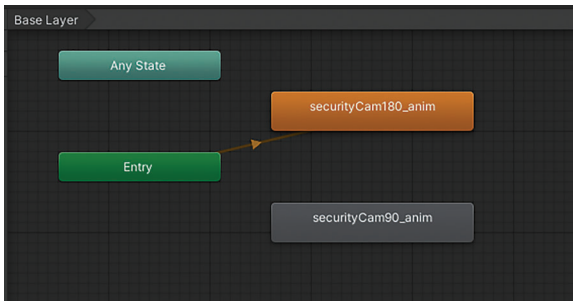 Base Layer
Any State
securityCam180_anim
Entry
securityCam90_anim